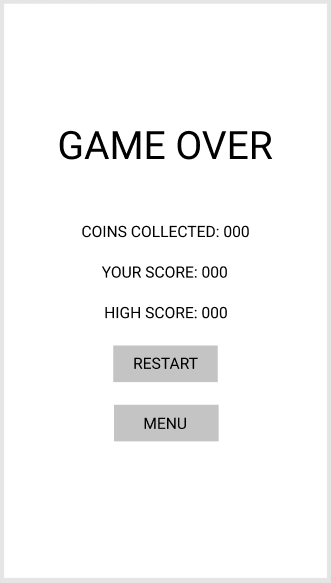 GAME OVER
COINS COLLECTED: 000
YOUR SCORE: 000
HIGH SCORE: 000
RESTART
MENU